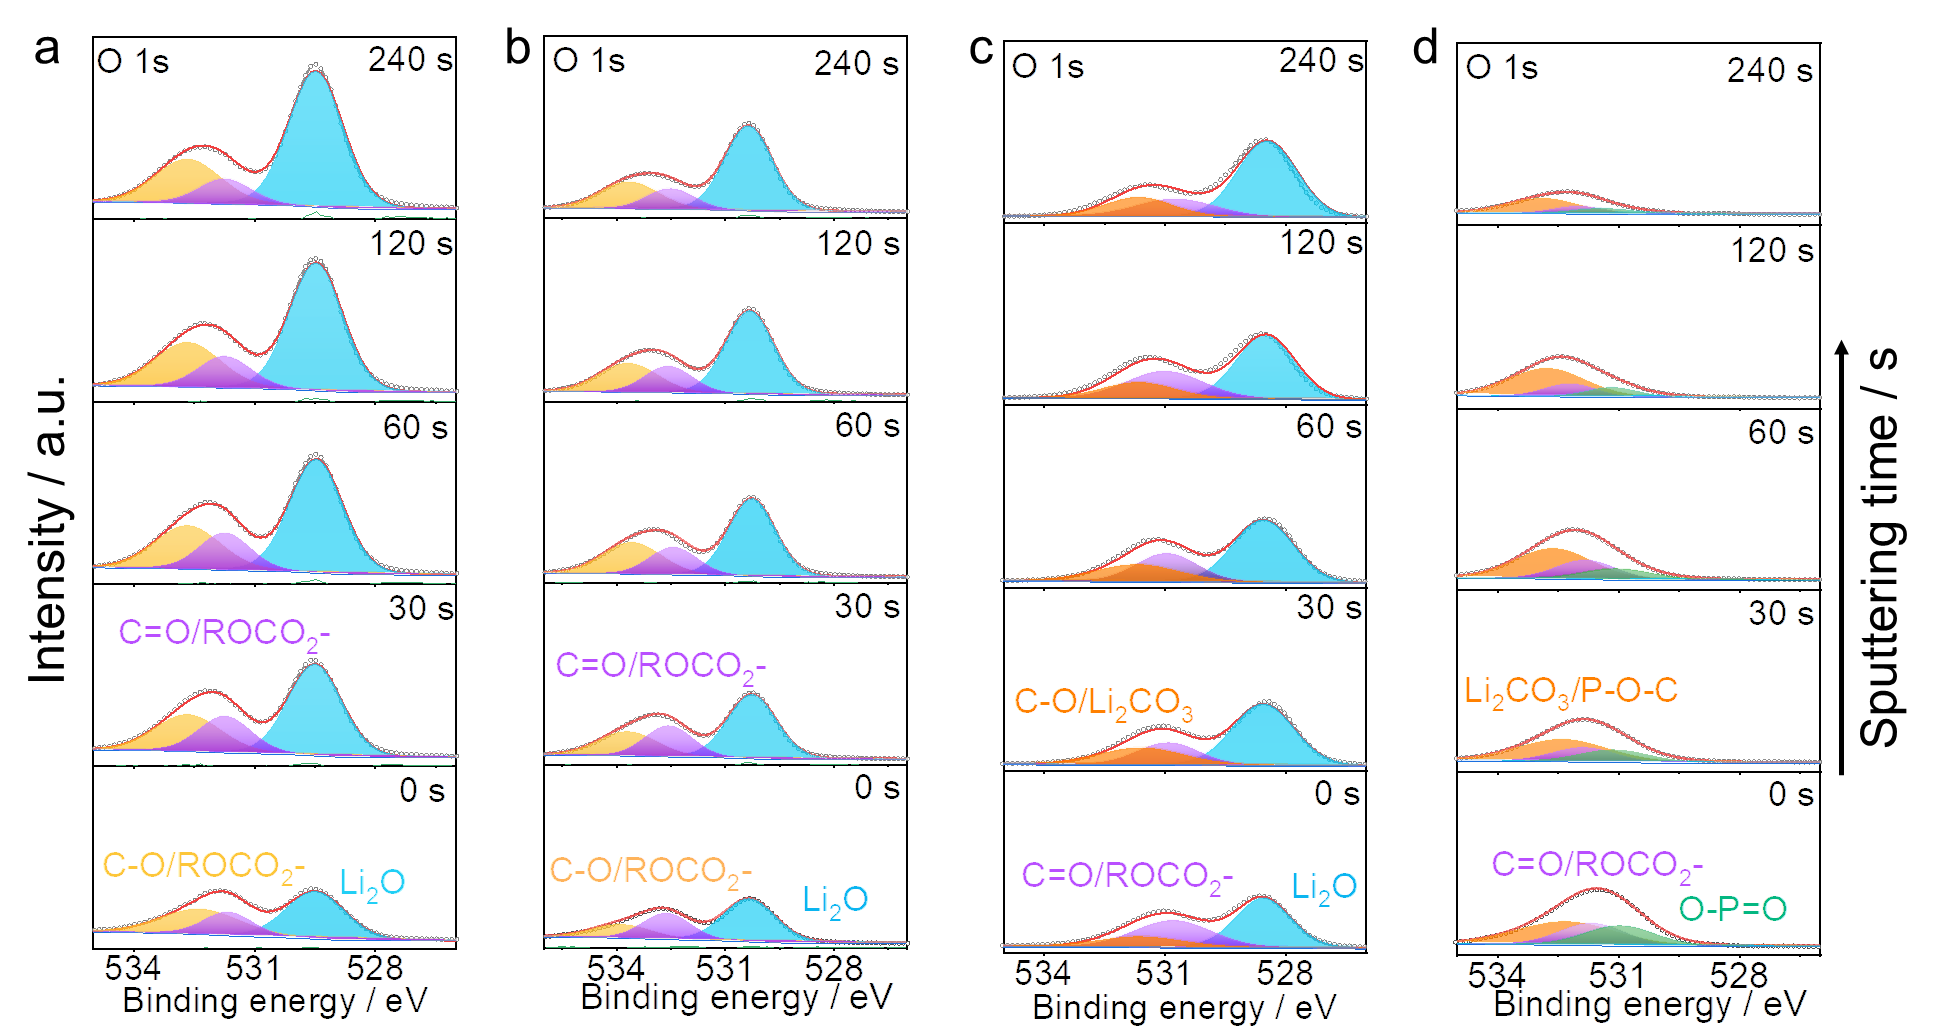 a
O 1s
240 s
120 s
60 s
30 s
C=O/ROCO₂-
0 s
C-O/ROCO₂-
Li₂O
534 531 528
Binding energy / eV
Intensity / a.u.
b
O 1s
240 s
120 s
60 s
30 s
C=O/ROCO₂-
0 s
C-O/ROCO₂-
Li₂O
534 531 528
Binding energy / eV
c
O 1s
240 s
120 s
60 s
30 s
C-O/Li₂CO₃
0 s
C=O/ROCO₂-
Li₂O
534 531 528
Binding energy / eV
d
O 1s
240 s
120 s
60 s
30 s
Li₂CO₃/P-O-C
0 s
C=O/ROCO₂-
O-P=O
534 531 528
Binding energy / eV
Sputtering time / s